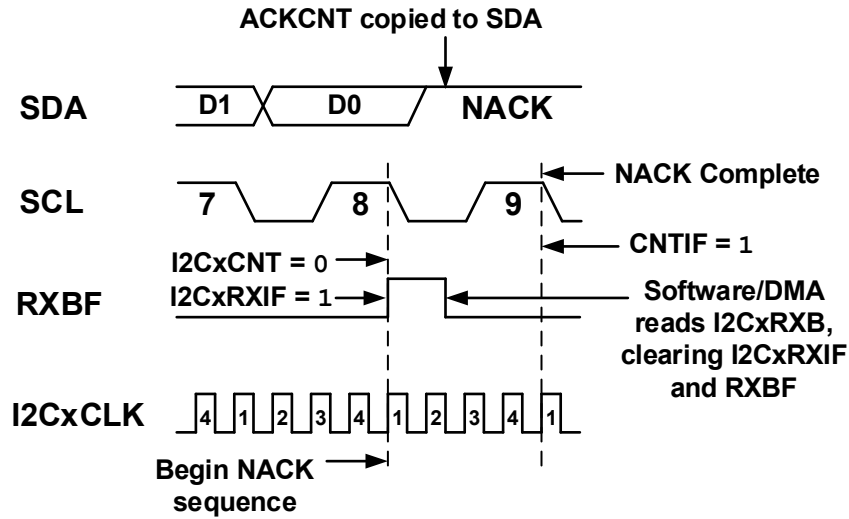 ACKCNT copied to SDA
SDA
D1
D0
NACK
NACK Complete
SCL
7
8
9
CNTIF = 1
I2CxCNT = 0
I2CxRXIF = 1
RXBF
Software/DMA
reads I2CxRXB,
clearing I2CxRXIF
and RXBF
I2CxCLK
4 1 2 3 4 1 2 3 4 1
Begin NACK
sequence